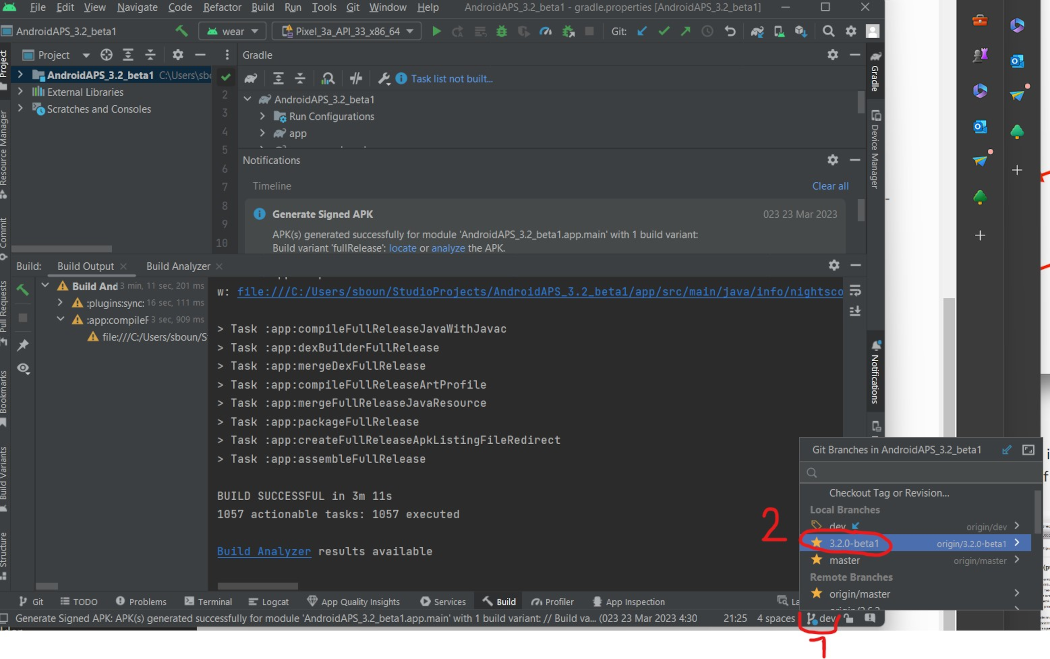 File Edit View Navigate Code Refactor Build Run Tools Git Window Help AndroidAPS_3.2_beta1 - gradle.properties [AndroidAPS_3.2_beta1]
AndroidAPS_3.2_beta1 wear Pixel_3a_API_33_x86_64 Git:
Project
AndroidAPS_3.2_beta1 C:\Users\sbou
External Libraries
Scratches and Consoles
Project
Resource Manager
Commit
Pull Requests
Bookmarks
Build Variants
Structure
2
3
4
5
6
7
8
9
10
Gradle
Task list not built...
AndroidAPS_3.2_beta1
Run Configurations
app
Notifications
Timeline Clear all
Generate Signed APK 023 23 Mar 2023
APK(s) generated successfully for module 'AndroidAPS_3.2_beta1.app.main' with 1 build variant:
Build variant 'fullRelease': locate or analyze the APK.
Gradle
Device Manager
Notifications
Build: Build Output Build Analyzer
Build And 3 min, 11 sec, 201 ms
:plugins:sync: 16 sec, 111 ms
:app:compileF 3 sec, 909 ms
file:///C:/Users/sboun/S
w: file:///C:/Users/sboun/StudioProjects/AndroidAPS_3.2_beta1/app/src/main/java/info/nightsco
> Task :app:compileFullReleaseJavaWithJavac
> Task :app:dexBuilderFullRelease
> Task :app:mergeDexFullRelease
> Task :app:compileFullReleaseArtProfile
> Task :app:mergeFullReleaseJavaResource
> Task :app:packageFullRelease
> Task :app:createFullReleaseApkListingFileRedirect
> Task :app:assembleFullRelease
BUILD SUCCESSFUL in 3m 11s
1057 actionable tasks: 1057 executed
Build Analyzer results available
Git Branches in AndroidAPS_3.2_beta1
Checkout Tag or Revision...
Local Branches
dev origin/dev
2
3.2.0-beta1 origin/3.2.0-beta1
master origin/master
Remote Branches
origin/master
Git TODO Problems Terminal Logcat App Quality Insights Services Build Profiler App Inspection La
Generate Signed APK: APK(s) generated successfully for module 'AndroidAPS_3.2_beta1.app.main' with 1 build variant: // Build va... (023 23 Mar 2023 4:30 21:25 4 spaces dev
1